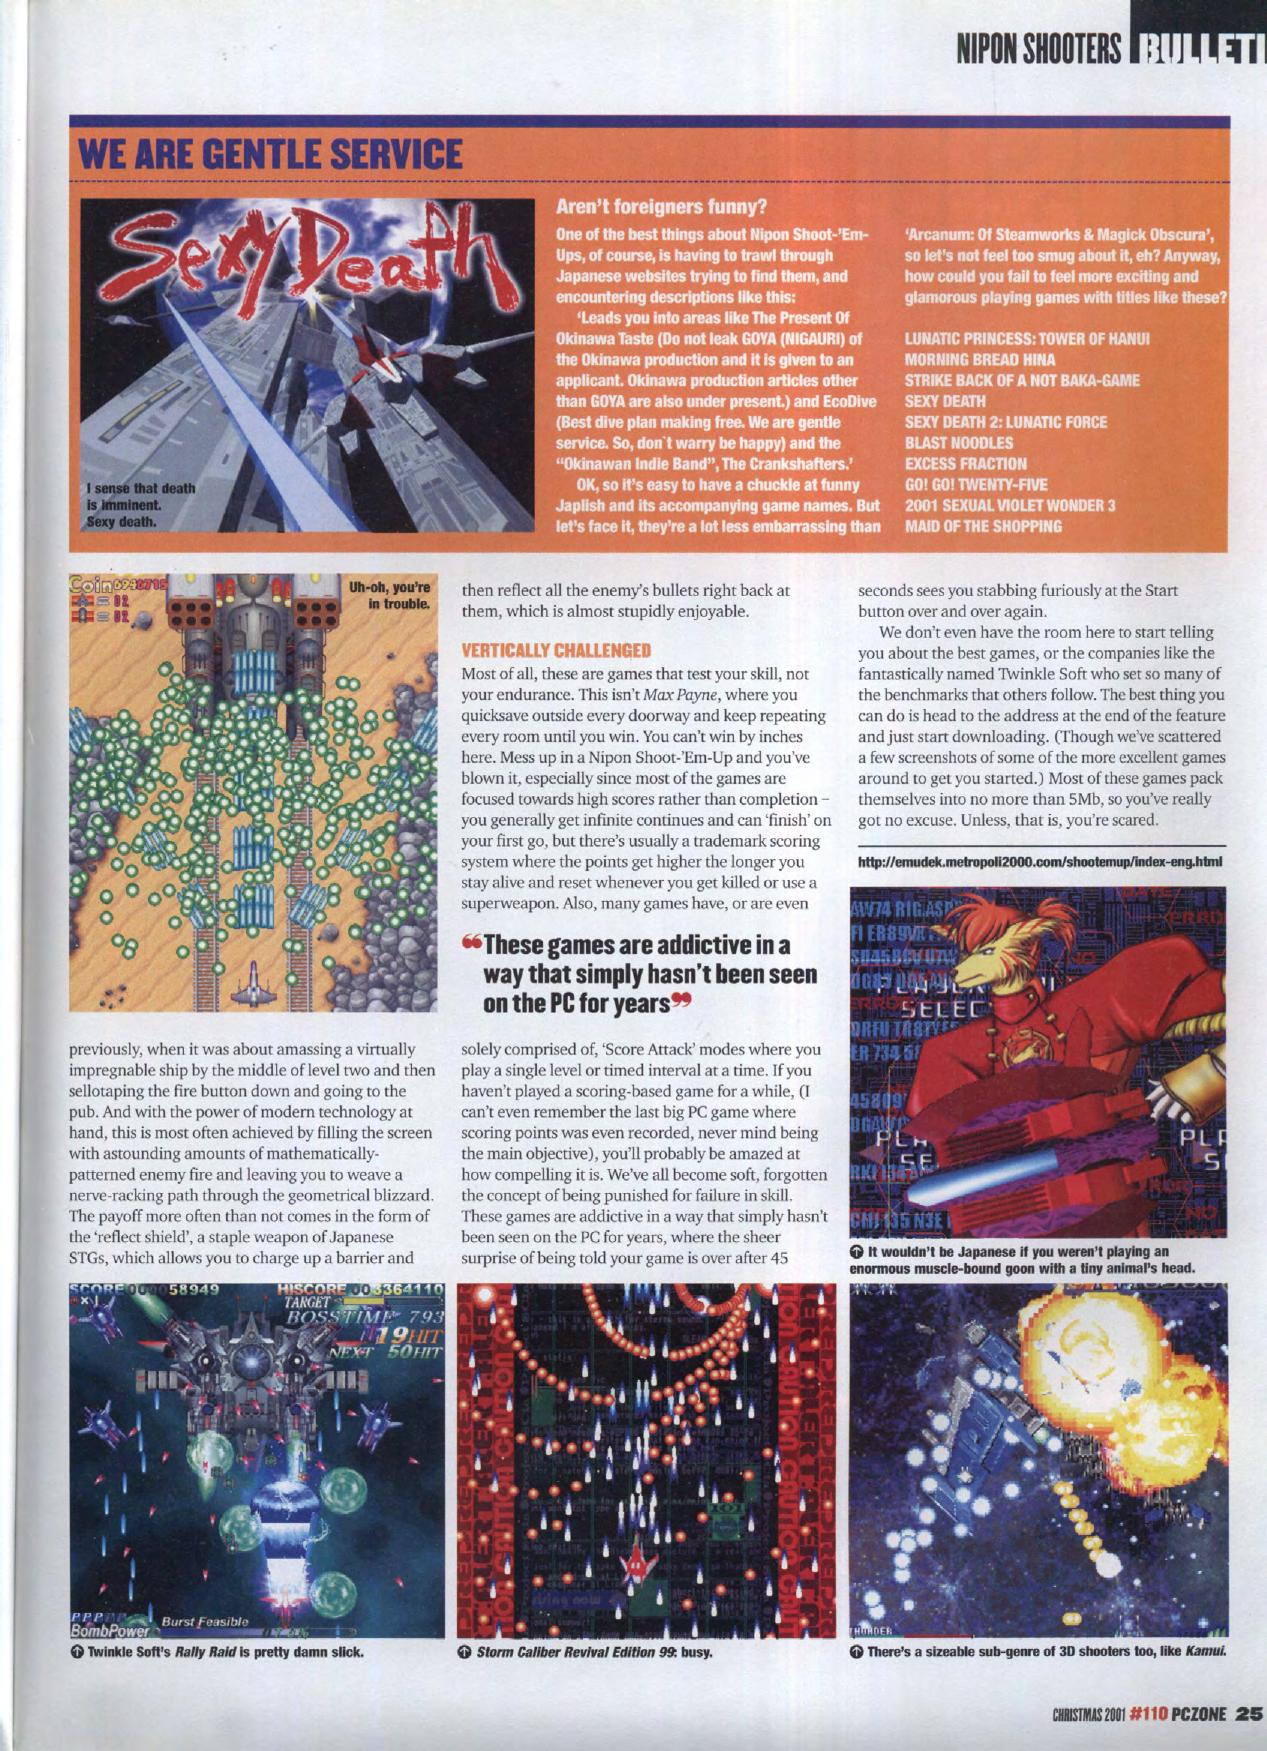 NIPON SHOOTERS BULLETI
WE ARE GENTLE SERVICE
Sexy Death
I sense that death
is imminent.
Sexy death.
Aren't foreigners funny?
One of the best things about Nipon Shoot-'Em-
Ups, of course, is having to trawl through
Japanese websites trying to find them, and
encountering descriptions like this:
'Leads you into areas like The Present Of
Okinawa Taste (Do not leak GOYA (NIGAURI) of
the Okinawa production and it is given to an
applicant. Okinawa production articles other
than GOYA are also under present.) and EcoDive
(Best dive plan making free. We are gentle
service. So, don`t warry be happy) and the
"Okinawan Indie Band", The Crankshafters.'
OK, so it's easy to have a chuckle at funny
Japlish and its accompanying game names. But
let's face it, they're a lot less embarrassing than
'Arcanum: Of Steamworks & Magick Obscura',
so let's not feel too smug about it, eh? Anyway,
how could you fail to feel more exciting and
glamorous playing games with titles like these?
LUNATIC PRINCESS: TOWER OF HANUI
MORNING BREAD HINA
STRIKE BACK OF A NOT BAKA-GAME
SEXY DEATH
SEXY DEATH 2: LUNATIC FORCE
BLAST NOODLES
EXCESS FRACTION
GO! GO! TWENTY-FIVE
2001 SEXUAL VIOLET WONDER 3
MAID OF THE SHOPPING
Coin
= 02
= 02
Uh-oh, you're
in trouble.
previously, when it was about amassing a virtually
impregnable ship by the middle of level two and then
sellotaping the fire button down and going to the
pub. And with the power of modern technology at
hand, this is most often achieved by filling the screen
with astounding amounts of mathematically-
patterned enemy fire and leaving you to weave a
nerve-racking path through the geometrical blizzard.
The payoff more often than not comes in the form of
the 'reflect shield', a staple weapon of Japanese
STGs, which allows you to charge up a barrier and
then reflect all the enemy's bullets right back at
them, which is almost stupidly enjoyable.
VERTICALLY CHALLENGED
Most of all, these are games that test your skill, not
your endurance. This isn't Max Payne, where you
quicksave outside every doorway and keep repeating
every room until you win. You can't win by inches
here. Mess up in a Nipon Shoot-'Em-Up and you've
blown it, especially since most of the games are
focused towards high scores rather than completion –
you generally get infinite continues and can 'finish' on
your first go, but there's usually a trademark scoring
system where the points get higher the longer you
stay alive and reset whenever you get killed or use a
superweapon. Also, many games have, or are even
“These games are addictive in a
way that simply hasn't been seen
on the PC for years”
solely comprised of, 'Score Attack' modes where you
play a single level or timed interval at a time. If you
haven't played a scoring-based game for a while, (I
can't even remember the last big PC game where
scoring points was even recorded, never mind being
the main objective), you'll probably be amazed at
how compelling it is. We've all become soft, forgotten
the concept of being punished for failure in skill.
These games are addictive in a way that simply hasn't
been seen on the PC for years, where the sheer
surprise of being told your game is over after 45
seconds sees you stabbing furiously at the Start
button over and over again.
We don't even have the room here to start telling
you about the best games, or the companies like the
fantastically named Twinkle Soft who set so many of
the benchmarks that others follow. The best thing you
can do is head to the address at the end of the feature
and just start downloading. (Though we've scattered
a few screenshots of some of the more excellent games
around to get you started.) Most of these games pack
themselves into no more than 5Mb, so you've really
got no excuse. Unless, that is, you're scared.
http://emudek.metropoli2000.com/shootemup/index-eng.html
It wouldn't be Japanese if you weren't playing an
enormous muscle-bound goon with a tiny animal's head.
SCORE 58949
HISCORE 3364110
TARGET
BOSSTIME 793
19HIT
NEXT 50HIT
PPP
Burst Feasible
BombPower
Twinkle Soft's Rally Raid is pretty damn slick.
Storm Caliber Revival Edition 99: busy.
THUNDER
There's a sizeable sub-genre of 3D shooters too, like Kamui.
CHRISTMAS 2001 #110 PCZONE 25